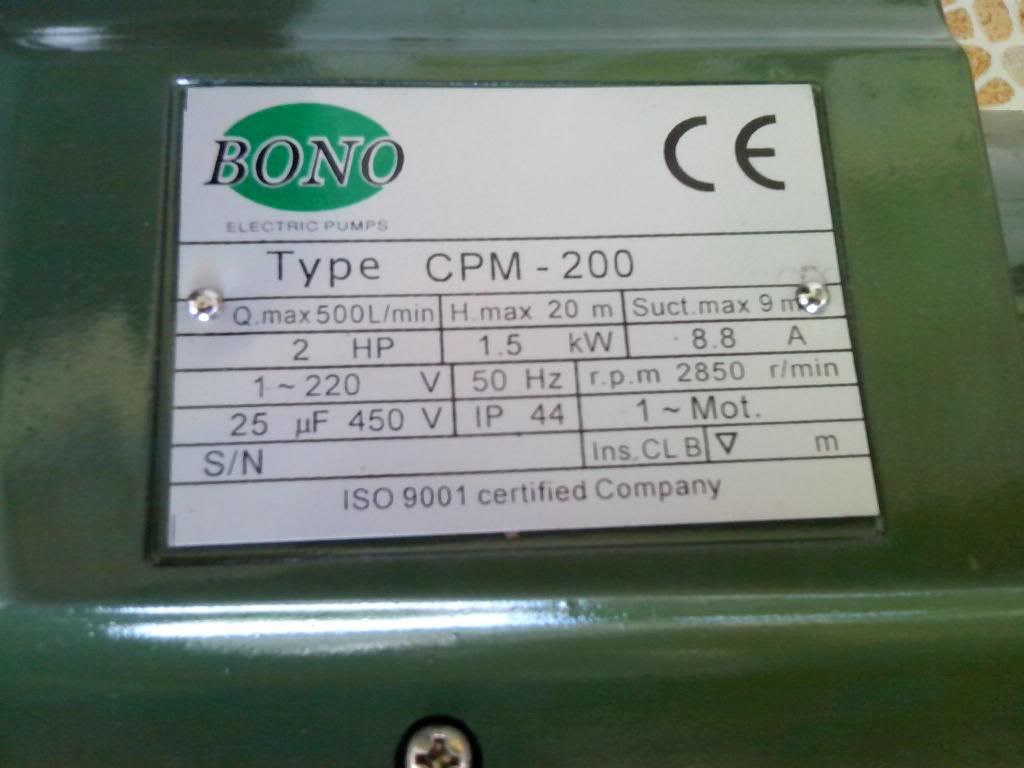 BONO
CE
ELECTRIC PUMPS
Type CPM - 200
Q.max 500L/min H.max 20 m Suct.max 9 m
2 HP 1.5 kW 8.8 A
1 ~ 220 V 50 Hz r.p.m 2850 r/min
25 µF 450 V IP 44 1 ~ Mot.
S/N Ins. CL B ∇ m
ISO 9001 certified Company